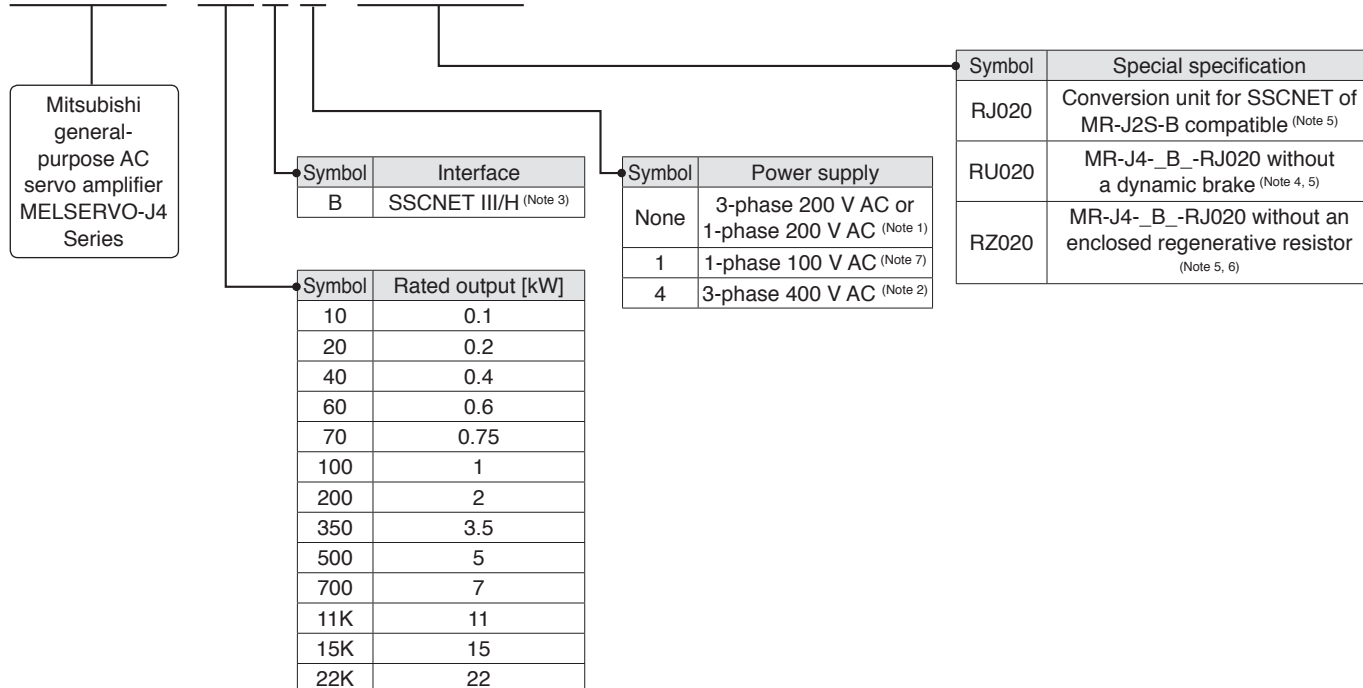 Mitsubishi
general-
purpose AC
servo amplifier
MELSERVO-J4
Series
Symbol Interface
B SSCNET III/H (Note 3)
Symbol Rated output [kW]
10 0.1
20 0.2
40 0.4
60 0.6
70 0.75
100 1
200 2
350 3.5
500 5
700 7
11K 11
15K 15
22K 22
Symbol Power supply
None 3-phase 200 V AC or
1-phase 200 V AC (Note 1)
1 1-phase 100 V AC (Note 7)
4 3-phase 400 V AC (Note 2)
Symbol Special specification
RJ020 Conversion unit for SSCNET of
MR-J2S-B compatible (Note 5)
RU020 MR-J4-_B_-RJ020 without
a dynamic brake (Note 4, 5)
RZ020 MR-J4-_B_-RJ020 without an
enclosed regenerative resistor
(Note 5, 6)